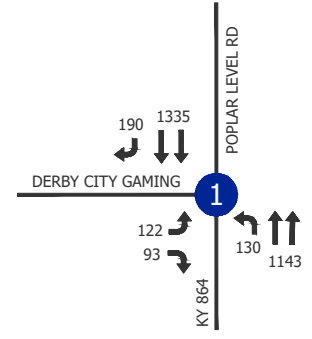 POPLAR LEVEL RD
1335
190
DERBY CITY GAMING
1
122
130
93
1143
KY 864